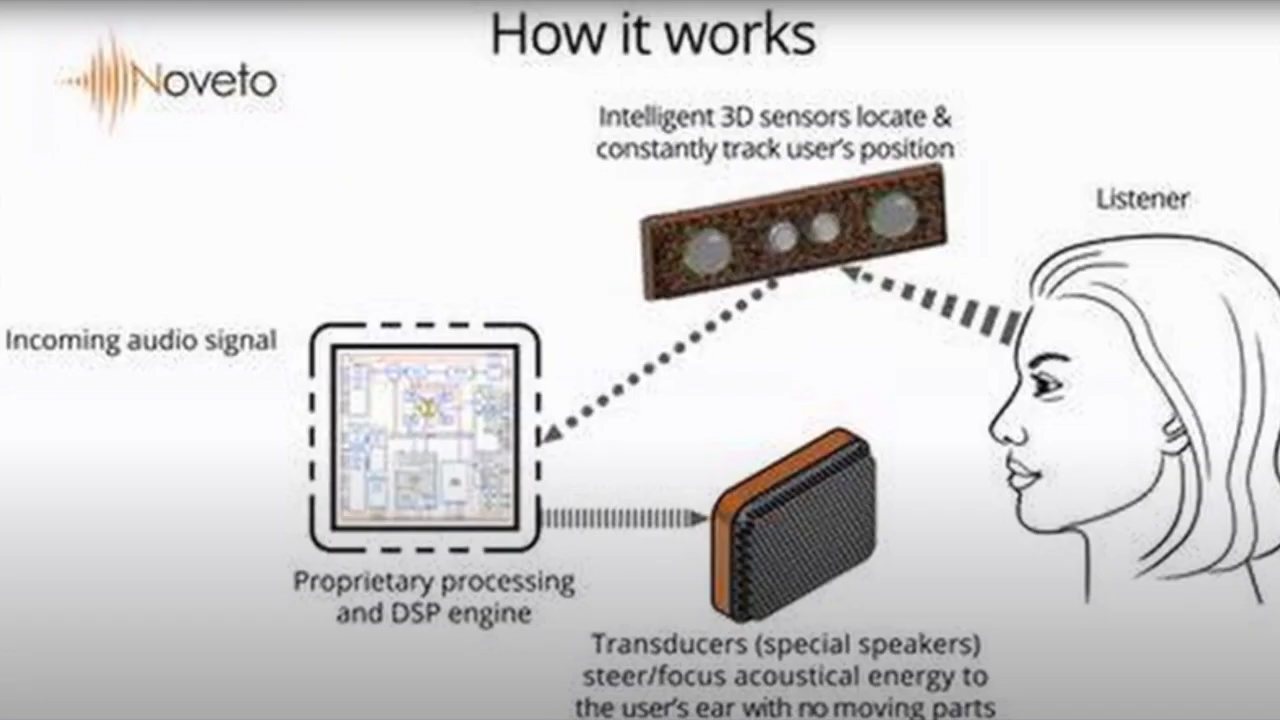 How it works
Noveto
Intelligent 3D sensors locate &
constantly track user's position
Listener
Incoming audio signal
Proprietary processing
and DSP engine
Transducers (special speakers)
steer/focus acoustical energy to
the user's ear with no moving parts